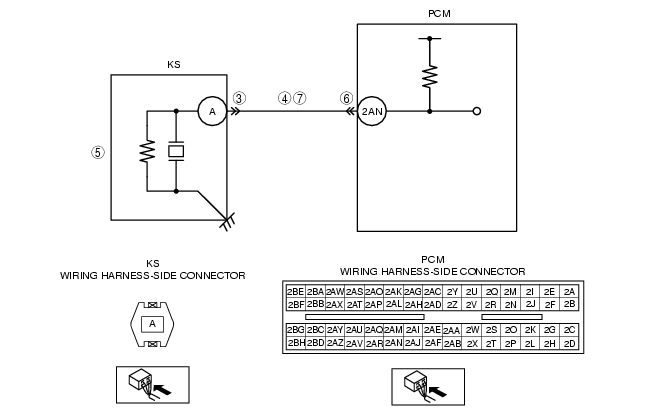 PCM
KS
A
③
④⑦
⑥
2AN
⑤
KS
WIRING HARNESS-SIDE CONNECTOR
A
PCM
WIRING HARNESS-SIDE CONNECTOR
2BE 2BA 2AW 2AS 2AO 2AK 2AG 2AC 2Y 2U 2Q 2M 2I 2E 2A
2BF 2BB 2AX 2AT 2AP 2AL 2AH 2AD 2Z 2V 2R 2N 2J 2F 2B
2BG 2BC 2AY 2AU 2AQ 2AM 2AI 2AE 2AA 2W 2S 2O 2K 2G 2C
2BH 2BD 2AZ 2AV 2AR 2AN 2AJ 2AF 2AB 2X 2T 2P 2L 2H 2D